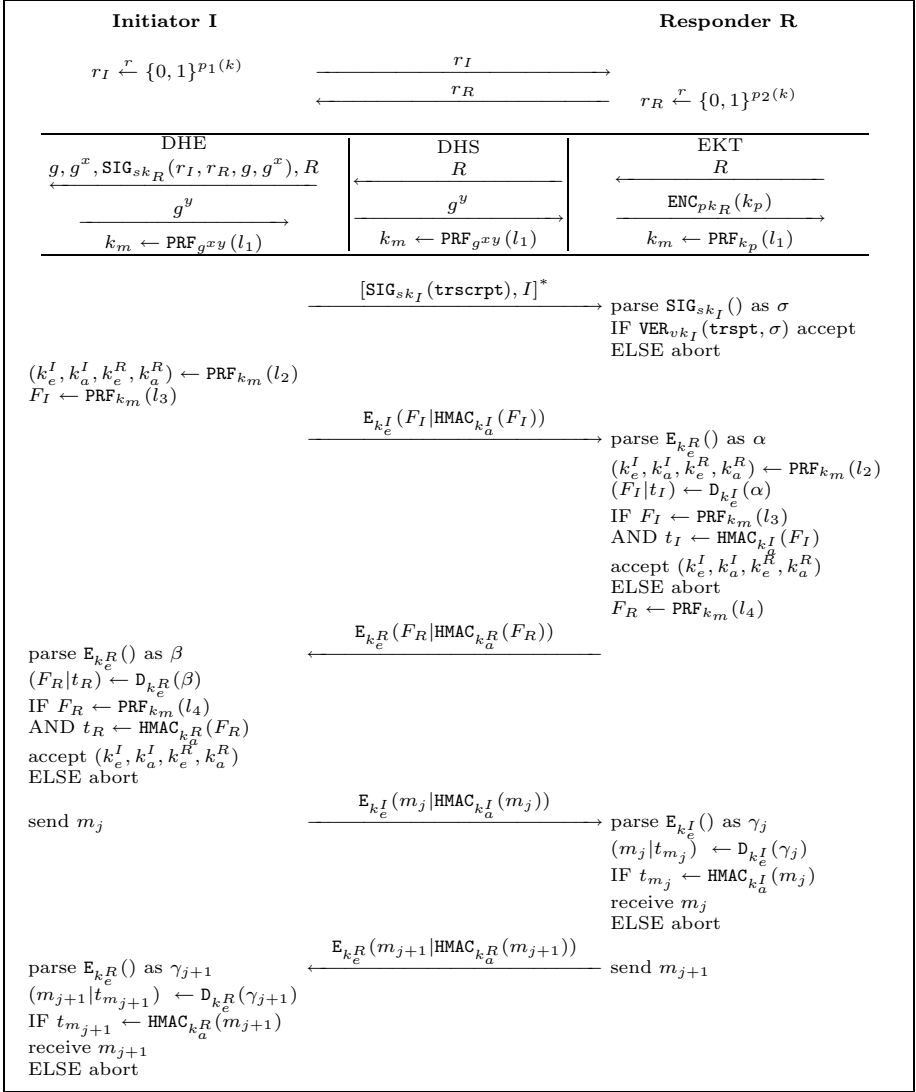 Initiator I Responder R
r_I ←^r {0, 1}^{p_1(k)} r_I
r_R r_R ←^r {0, 1}^{p_2(k)}
DHE DHS EKT
g, g^x, SIG_{sk_R}(r_I, r_R, g, g^x), R R R
g^y g^y ENC_{pk_R}(k_p)
k_m ← PRF_{g^{xy}}(l_1) k_m ← PRF_{g^{xy}}(l_1) k_m ← PRF_{k_p}(l_1)
[SIG_{sk_I}(trscrpt), I]^* parse SIG_{sk_I}() as σ
IF VER_{vk_I}(trspt, σ) accept
ELSE abort
(k_e^I, k_a^I, k_e^R, k_a^R) ← PRF_{k_m}(l_2)
F_I ← PRF_{k_m}(l_3)
E_{k_e^I}(F_I|HMAC_{k_a^I}(F_I)) parse E_{k_e^R}() as α
(k_e^I, k_a^I, k_e^R, k_a^R) ← PRF_{k_m}(l_2)
(F_I|t_I) ← D_{k_e^I}(α)
IF F_I ← PRF_{k_m}(l_3)
AND t_I ← HMAC_{k_a^I}(F_I)
accept (k_e^I, k_a^I, k_e^R, k_a^R)
ELSE abort
F_R ← PRF_{k_m}(l_4)
E_{k_e^R}(F_R|HMAC_{k_a^R}(F_R))
parse E_{k_e^R}() as β
(F_R|t_R) ← D_{k_e^R}(β)
IF F_R ← PRF_{k_m}(l_4)
AND t_R ← HMAC_{k_a^R}(F_R)
accept (k_e^I, k_a^I, k_e^R, k_a^R)
ELSE abort
send m_j E_{k_e^I}(m_j|HMAC_{k_a^I}(m_j)) parse E_{k_e^I}() as γ_j
(m_j|t_{m_j}) ← D_{k_e^I}(γ_j)
IF t_{m_j} ← HMAC_{k_a^I}(m_j)
receive m_j
ELSE abort
E_{k_e^R}(m_{j+1}|HMAC_{k_a^R}(m_{j+1}))
parse E_{k_e^R}() as γ_{j+1} send m_{j+1}
(m_{j+1}|t_{m_{j+1}}) ← D_{k_e^R}(γ_{j+1})
IF t_{m_{j+1}} ← HMAC_{k_a^R}(m_{j+1})
receive m_{j+1}
ELSE abort